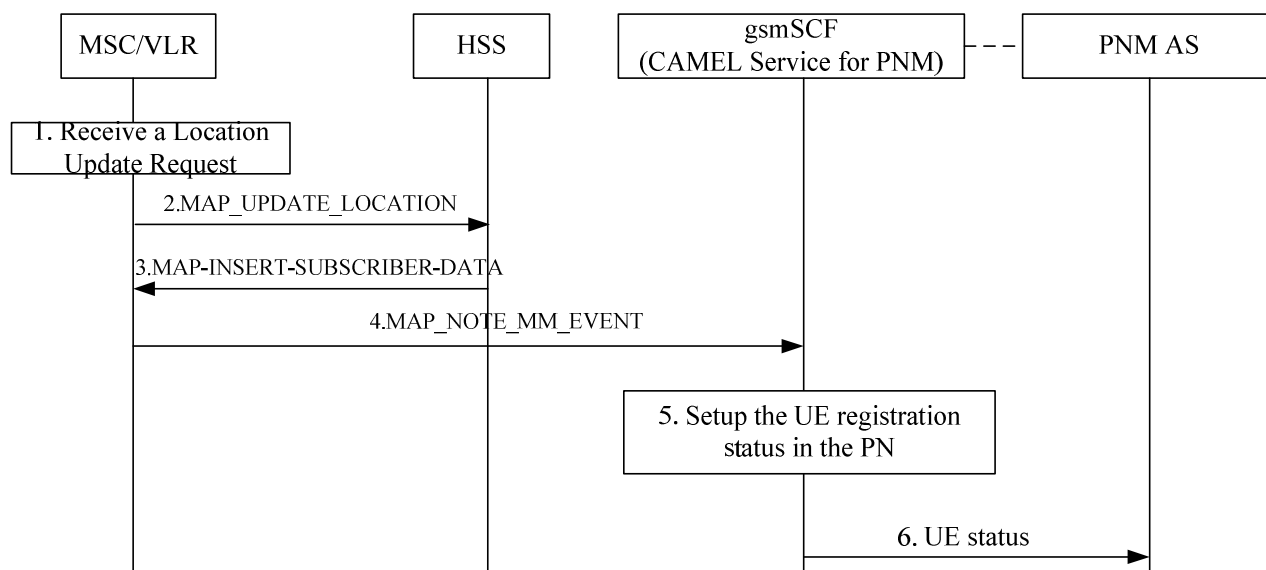 MSC/VLR
HSS
gsmSCF
(CAMEL Service for PNM)
PNM AS
1. Receive a Location
Update Request
2.MAP_UPDATE_LOCATION
3.MAP-INSERT-SUBSCRIBER-DATA
4.MAP_NOTE_MM_EVENT
5. Setup the UE registration
status in the PN
6. UE status